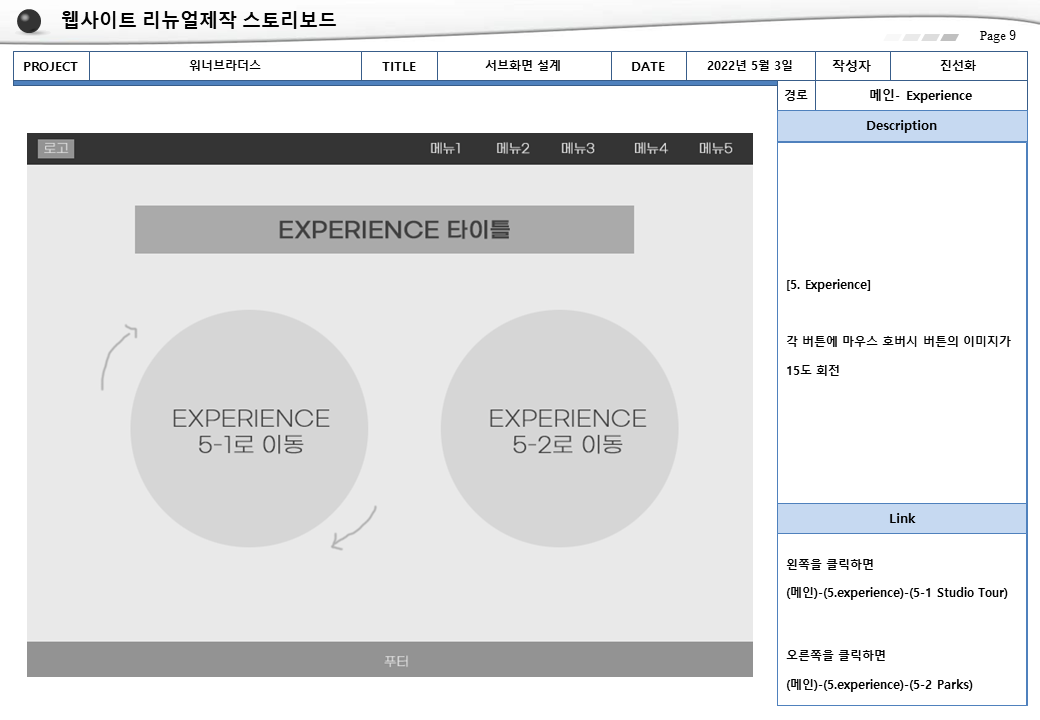 웹사이트 리뉴얼제작 스토리보드
Page 9
PROJECT 워너브라더스 TITLE 서브화면 설계 DATE 2022년 5월 3일 작성자 진선화
경로 메인- Experience
Description
로고 메뉴1 메뉴2 메뉴3 메뉴4 메뉴5
EXPERIENCE 타이틀
EXPERIENCE
5-1로 이동
EXPERIENCE
5-2로 이동
푸터
[5. Experience]
각 버튼에 마우스 호버시 버튼의 이미지가
15도 회전
Link
왼쪽을 클릭하면
(메인)-(5.experience)-(5-1 Studio Tour)
오른쪽을 클릭하면
(메인)-(5.experience)-(5-2 Parks)